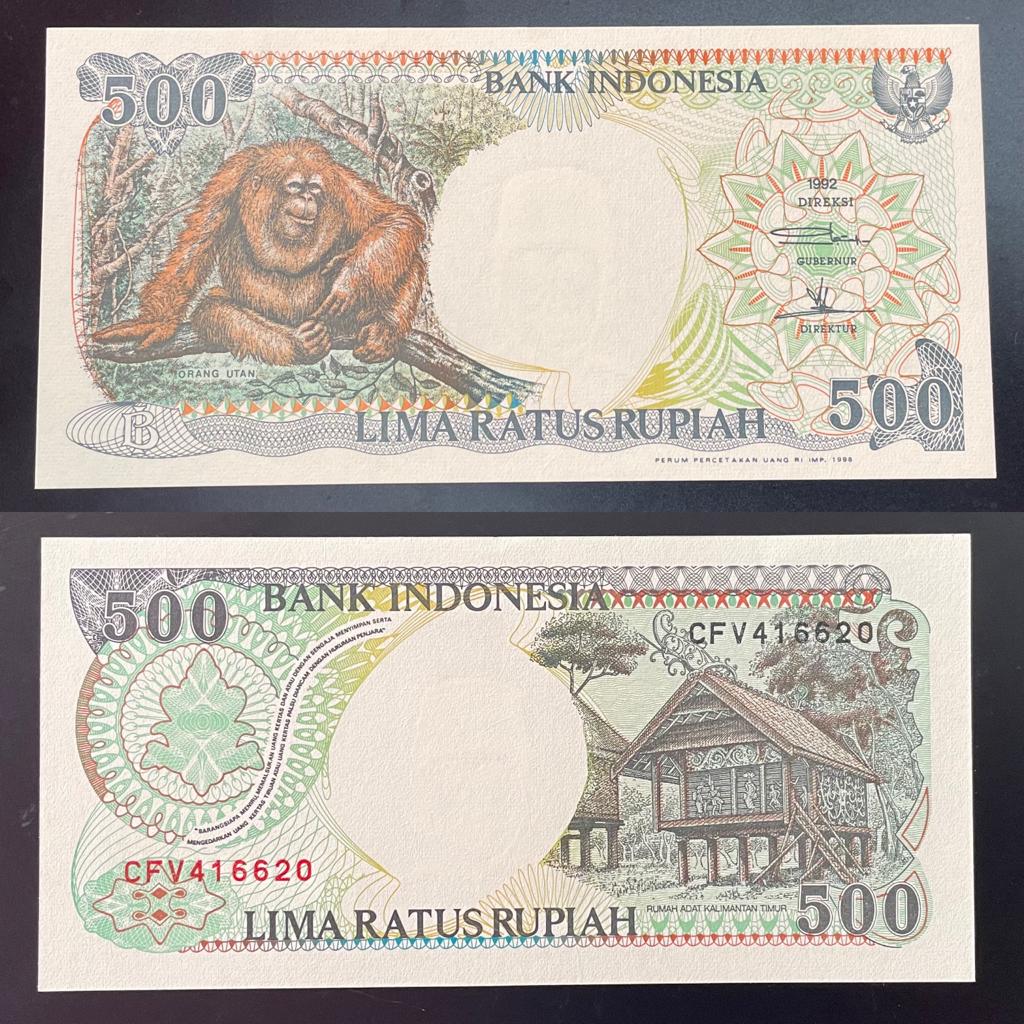 500
BANK INDONESIA
1992
DIREKSI
GUBERNUR
DIREKTUR
ORANG UTAN
B
LIMA RATUS RUPIAH
500
PERUM PERCETAKAN UANG RI IMP. 1998
500
BANK INDONESIA
CFV416620
"BARANGSIAPA MENIRU, MEMALSUKAN UANG KERTAS DAN ATAU DENGAN SENGAJA MENYIMPAN SERTA
MENGEDARKAN UANG KERTAS TIRUAN ATAU UANG KERTAS PALSU DIANCAM DENGAN HUKUMAN PENJARA"
CFV416620
RUMAH ADAT KALIMANTAN TIMUR
500
LIMA RATUS RUPIAH